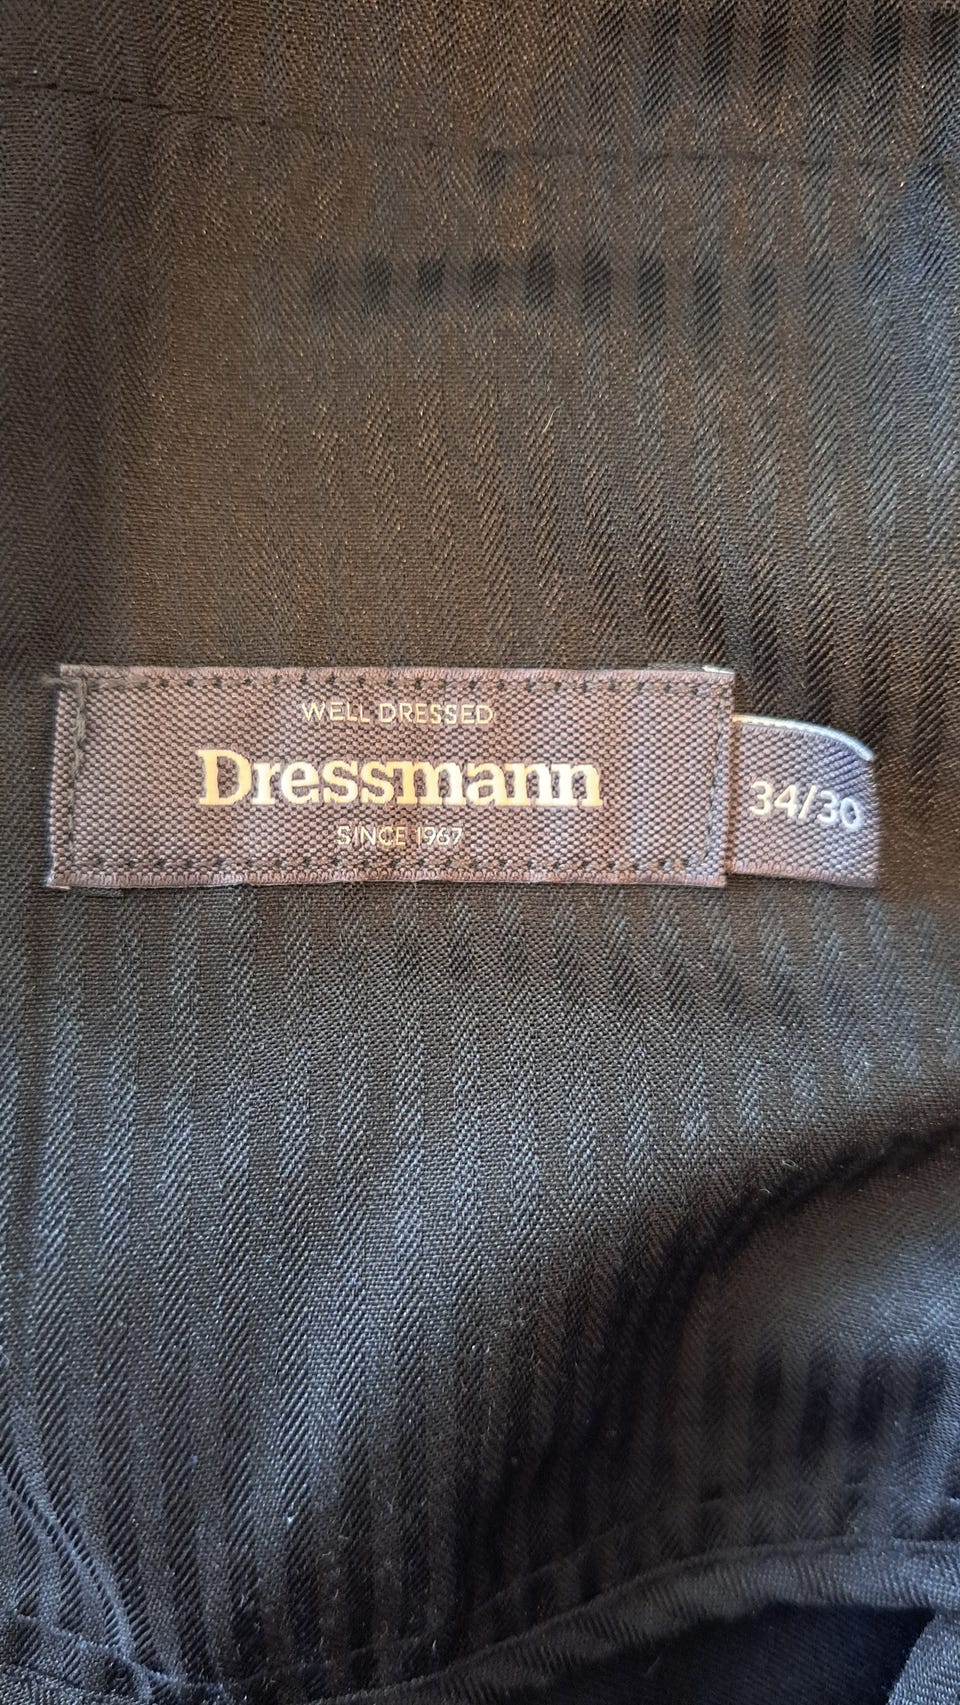 WELL DRESSED
Dressmann
SINCE 1967
34/30